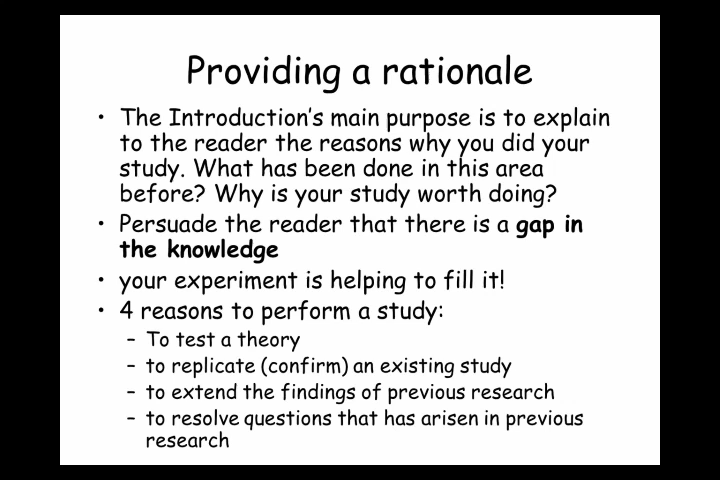 Providing a rationale
• The Introduction's main purpose is to explain
to the reader the reasons why you did your
study. What has been done in this area
before? Why is your study worth doing?
• Persuade the reader that there is a gap in
the knowledge
• your experiment is helping to fill it!
• 4 reasons to perform a study:
– To test a theory
– to replicate (confirm) an existing study
– to extend the findings of previous research
– to resolve questions that has arisen in previous
research